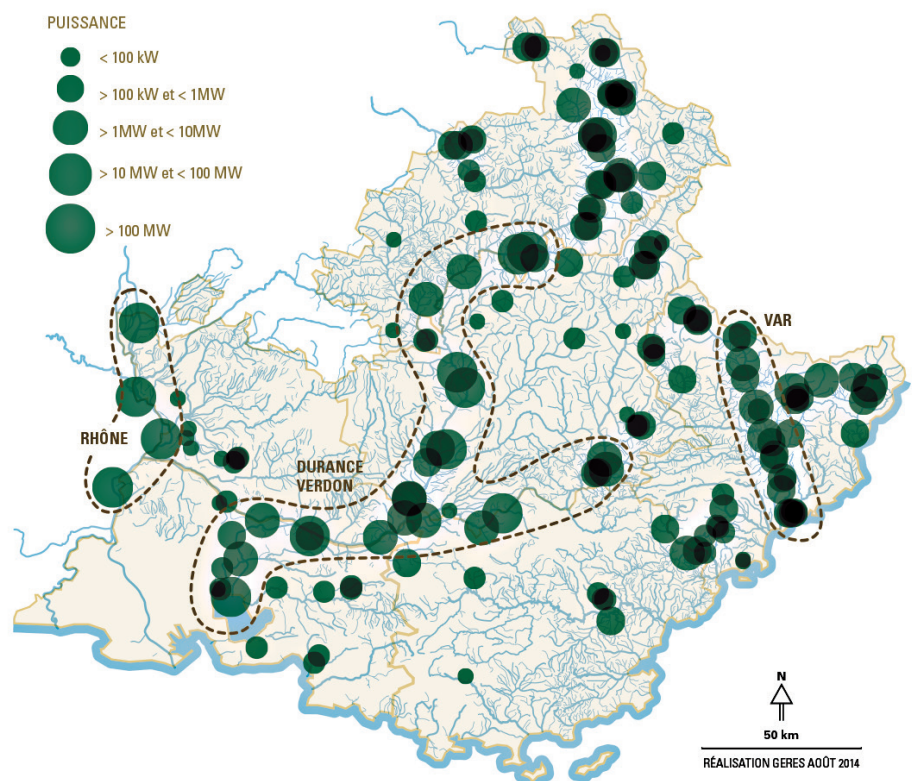 PUISSANCE
< 100 kW
> 100 kW et < 1MW
> 1MW et < 10MW
> 10 MW et < 100 MW
> 100 MW
VAR
RHÔNE
DURANCE
VERDON
N
50 km
RÉALISATION GERES AOÛT 2014